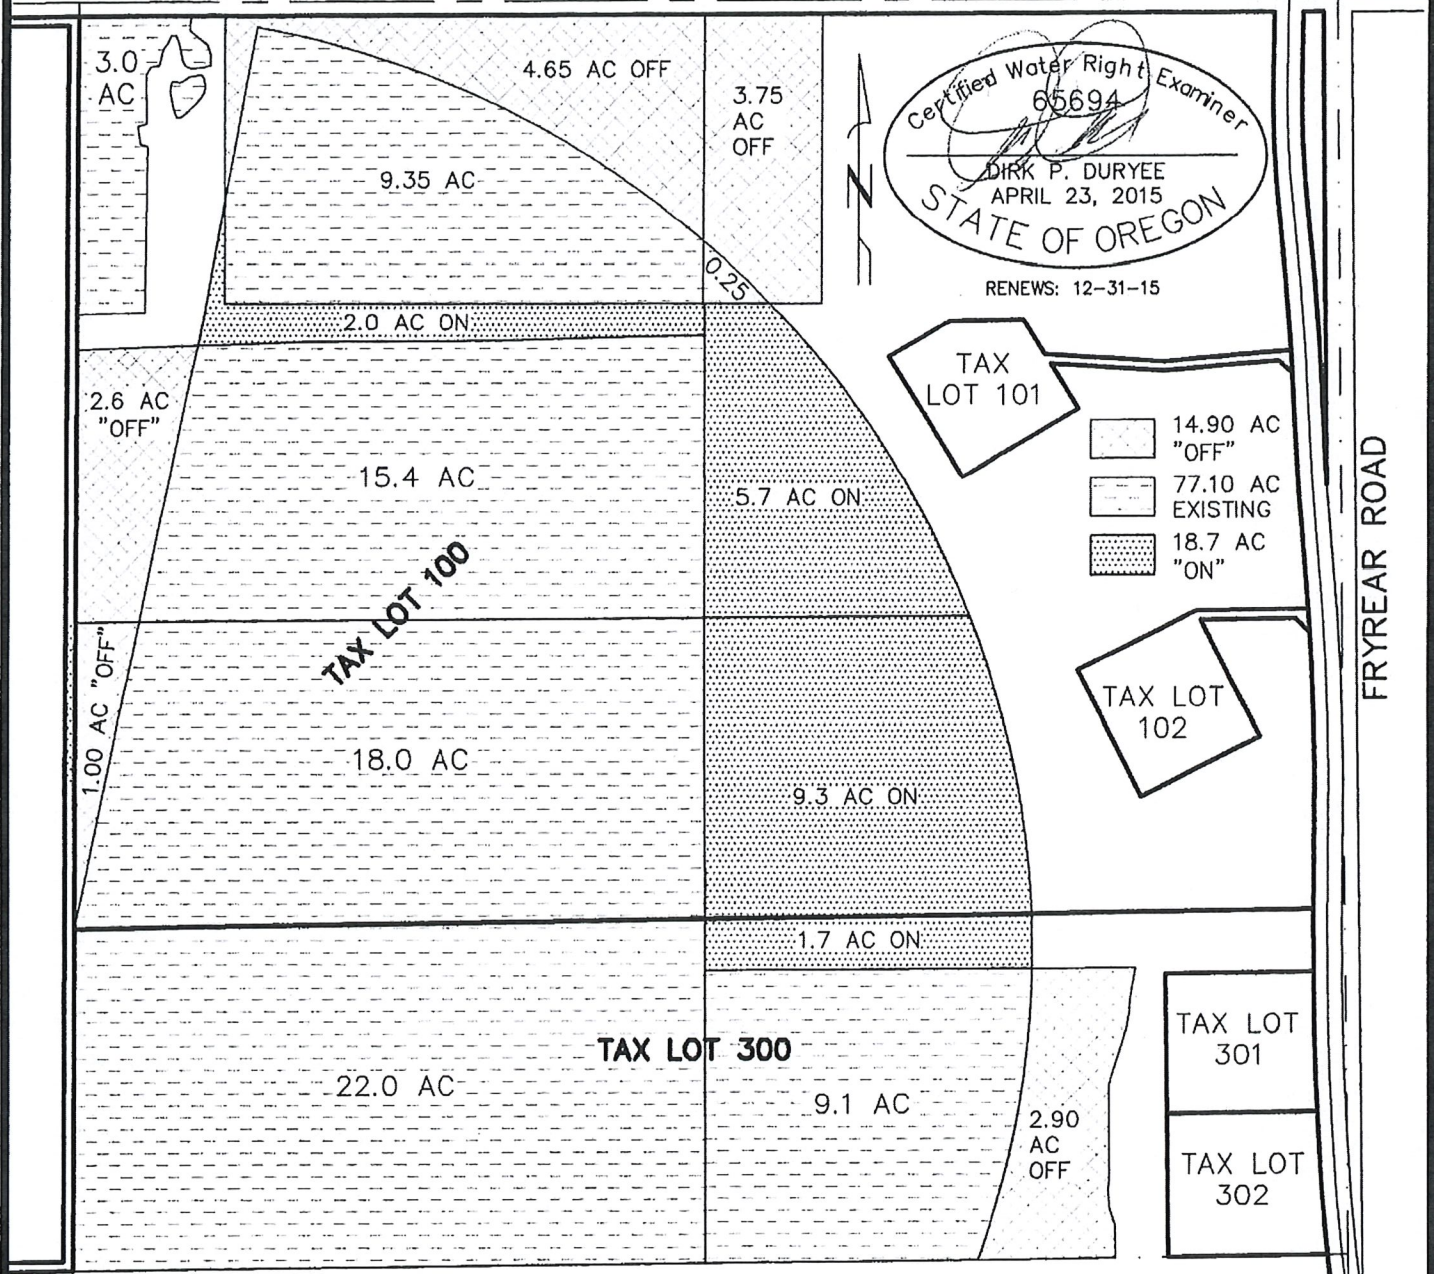 3.0
AC
4.65 AC OFF
3.75
AC
OFF
9.35 AC
Certified Water Right Examiner
65694
DIRK P. DURYEE
APRIL 23, 2015
STATE OF OREGON
RENEWS: 12-31-15
N
0.25
2.0 AC ON
TAX
LOT 101
2.6 AC
"OFF"
14.90 AC
"OFF"
77.10 AC
EXISTING
18.7 AC
"ON"
15.4 AC
5.7 AC ON
FRYREAR ROAD
TAX LOT 100
1.00 AC "OFF"
TAX LOT
102
18.0 AC
9.3 AC ON
1.7 AC ON
TAX LOT 300
TAX LOT
301
22.0 AC
9.1 AC
2.90
AC
OFF
TAX LOT
302